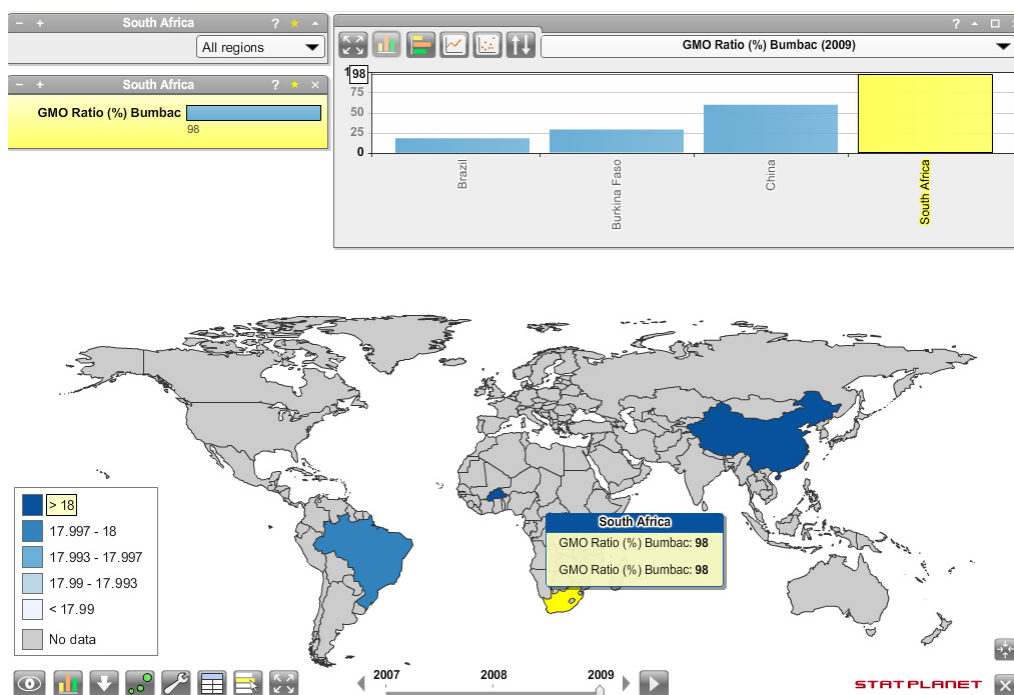 South Africa
All regions
South Africa
GMO Ratio (%) Bumbac
98
GMO Ratio (%) Bumbac (2009)
98
75
50
25
0
Brazil
Burkina Faso
China
South Africa
South Africa
GMO Ratio (%) Bumbac: 98
GMO Ratio (%) Bumbac: 98
> 18
17.997 - 18
17.993 - 17.997
17.99 - 17.993
< 17.99
No data
2007 2008 2009
STATPLANET